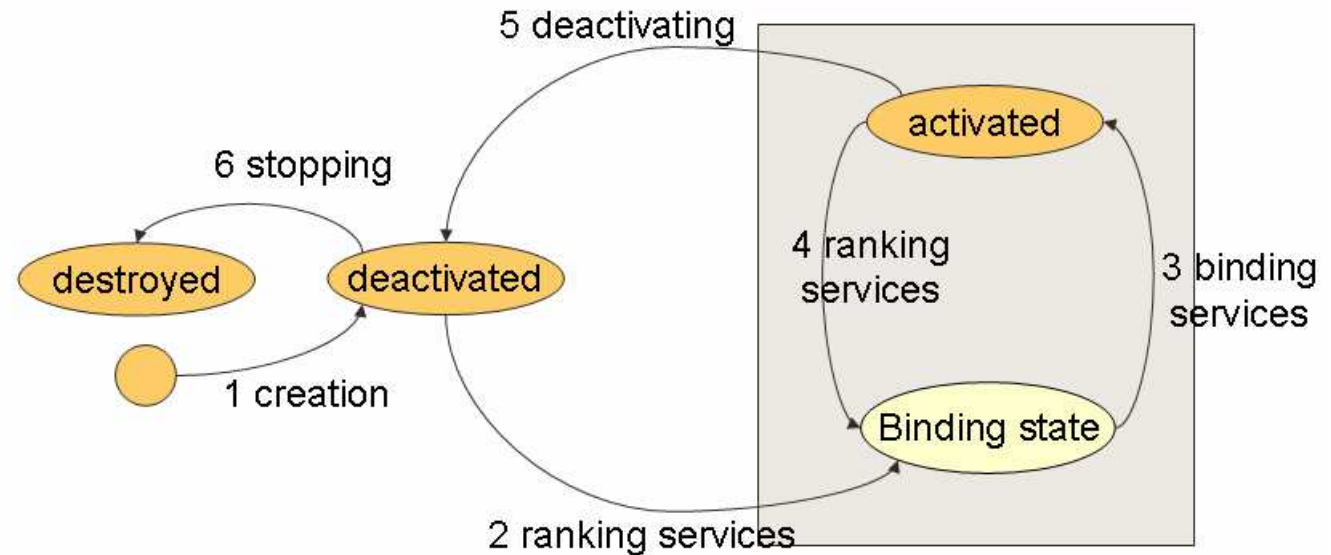 5 deactivating
activated
6 stopping
4 ranking
services
3 binding
services
destroyed
deactivated
1 creation
Binding state
2 ranking services